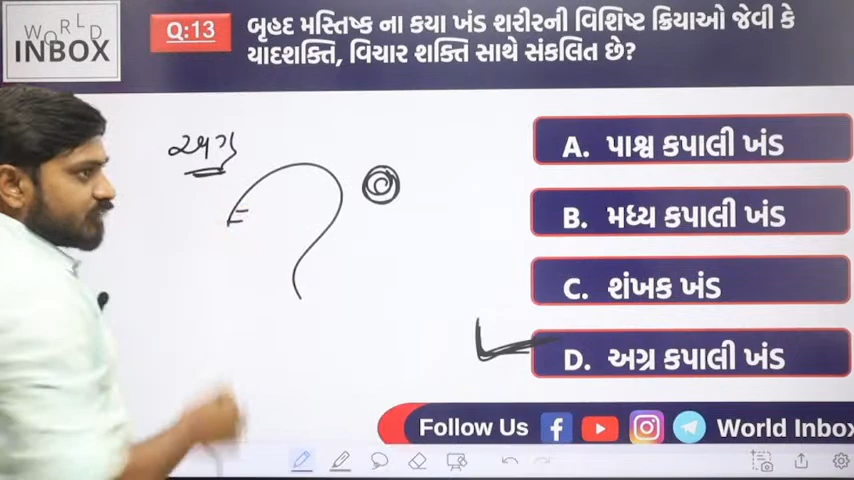 WORLD
INBOX
Q:13
બૃહદ મસ્તિષ્ક ના કયા ખંડ શરીરની વિશિષ્ટ ક્રિયાઓ જેવી કે
યાદશક્તિ, વિચાર શક્તિ સાથે સંકલિત છે?
અગ્ર
A. પાશ્વ કપાલી ખંડ
B. મધ્ય કપાલી ખંડ
C. શંખક ખંડ
D. અગ્ર કપાલી ખંડ
Follow Us
World Inbox